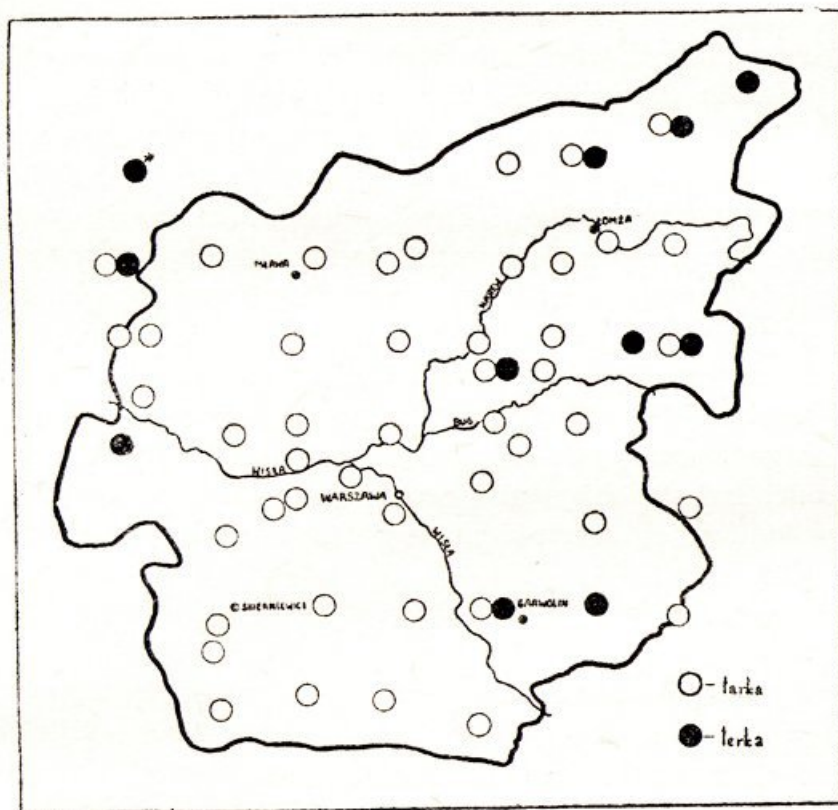 *
ŁOMŻA
MŁAWA
NAREW
BUG
WISŁA
WARSZAWA
WISŁA
SKIERNIEWICE
GARWOLIN
- tarka
- terka